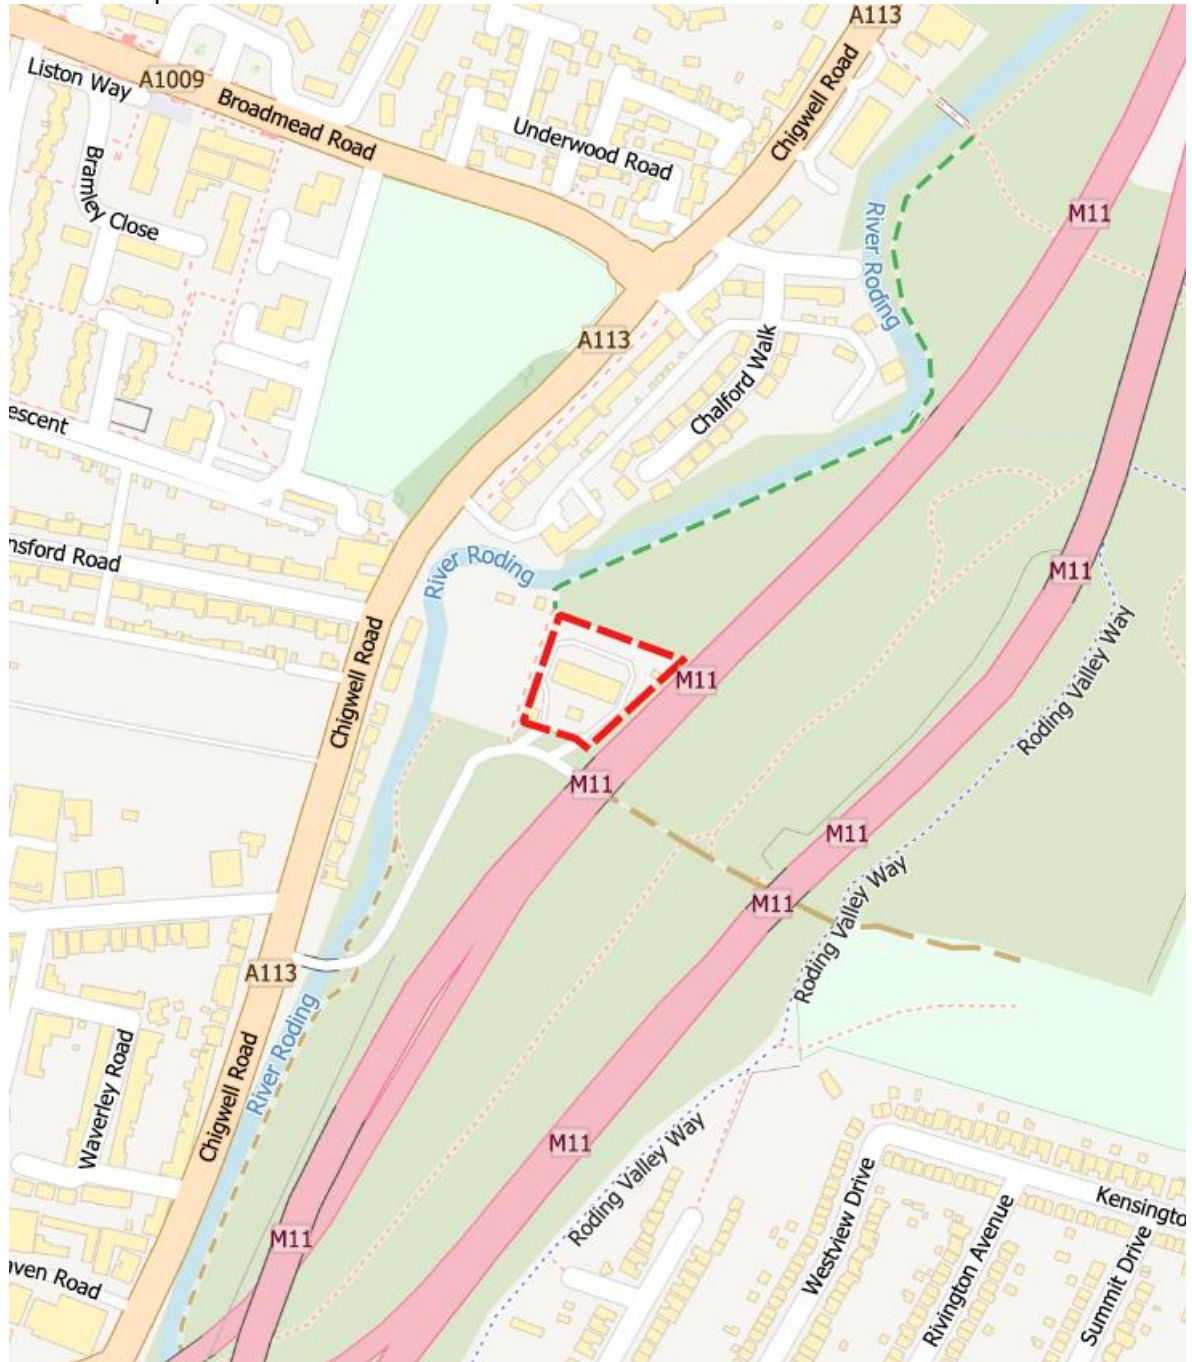 A113
A1009
Liston Way
Broadmead Road
Chigwell Road
Underwood Road
Bramley Close
M11
River Roding
A113
Chalford Walk
escent
nsford Road
River Roding
M11
Roding Valley Way
Chigwell Road
M11
M11
M11
M11
Roding Valley Way
A113
River Roding
Waverley Road
Chigwell Road
M11
Roding Valley Way
M11
Westview Drive
Kensingto
Rivington Avenue
Summit Drive
aven Road